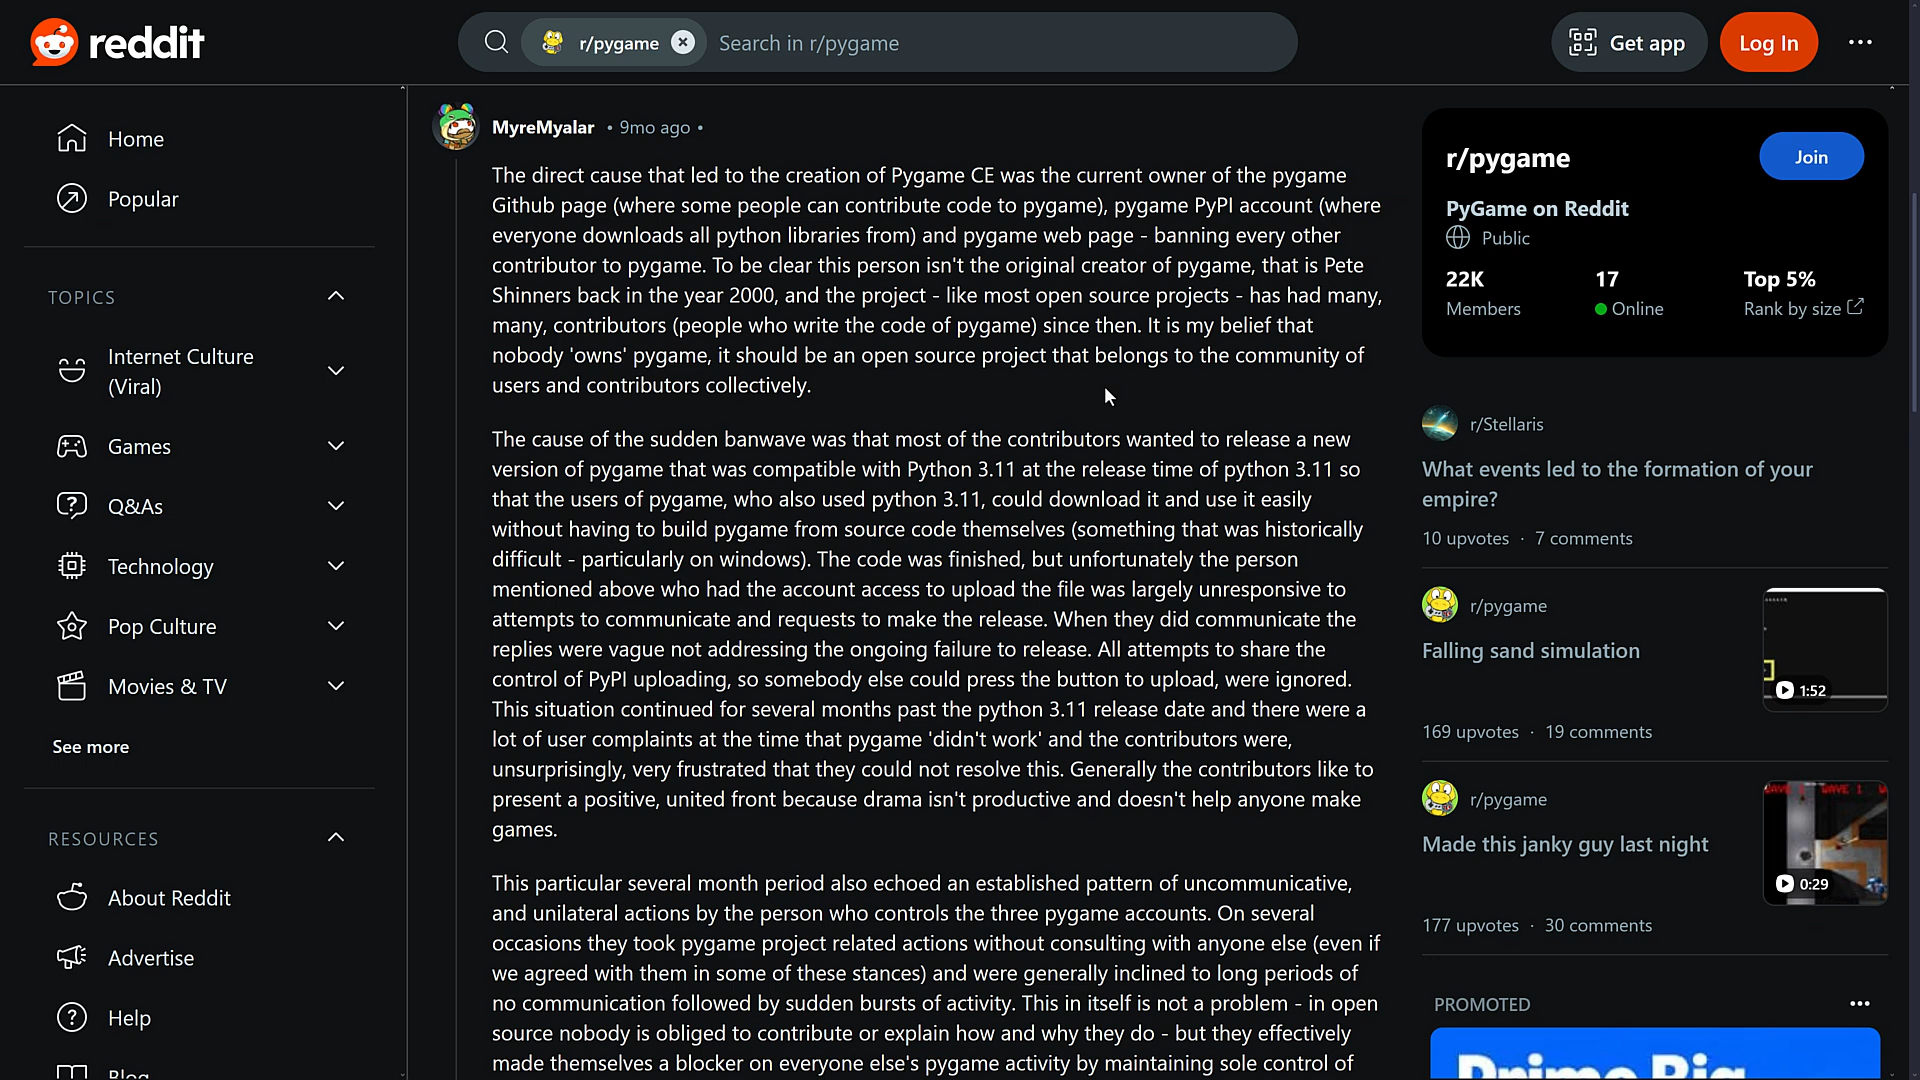 reddit
r/pygame
Search in r/pygame
Get app
Log In
Home
Popular
TOPICS
Internet Culture
(Viral)
Games
Q&As
Technology
Pop Culture
Movies & TV
See more
RESOURCES
About Reddit
Advertise
Help
Blog
MyreMyalar • 9mo ago •
The direct cause that led to the creation of Pygame CE was the current owner of the pygame
Github page (where some people can contribute code to pygame), pygame PyPI account (where
everyone downloads all python libraries from) and pygame web page - banning every other
contributor to pygame. To be clear this person isn't the original creator of pygame, that is Pete
Shinners back in the year 2000, and the project - like most open source projects - has had many,
many, contributors (people who write the code of pygame) since then. It is my belief that
nobody 'owns' pygame, it should be an open source project that belongs to the community of
users and contributors collectively.
The cause of the sudden banwave was that most of the contributors wanted to release a new
version of pygame that was compatible with Python 3.11 at the release time of python 3.11 so
that the users of pygame, who also used python 3.11, could download it and use it easily
without having to build pygame from source code themselves (something that was historically
difficult - particularly on windows). The code was finished, but unfortunately the person
mentioned above who had the account access to upload the file was largely unresponsive to
attempts to communicate and requests to make the release. When they did communicate the
replies were vague not addressing the ongoing failure to release. All attempts to share the
control of PyPI uploading, so somebody else could press the button to upload, were ignored.
This situation continued for several months past the python 3.11 release date and there were a
lot of user complaints at the time that pygame 'didn't work' and the contributors were,
unsurprisingly, very frustrated that they could not resolve this. Generally the contributors like to
present a positive, united front because drama isn't productive and doesn't help anyone make
games.
This particular several month period also echoed an established pattern of uncommunicative,
and unilateral actions by the person who controls the three pygame accounts. On several
occasions they took pygame project related actions without consulting with anyone else (even if
we agreed with them in some of these stances) and were generally inclined to long periods of
no communication followed by sudden bursts of activity. This in itself is not a problem - in open
source nobody is obliged to contribute or explain how and why they do - but they effectively
made themselves a blocker on everyone else's pygame activity by maintaining sole control of
r/pygame
Join
PyGame on Reddit
Public
22K
17
Top 5%
Members
Online
Rank by size
r/Stellaris
What events led to the formation of your
empire?
10 upvotes · 7 comments
r/pygame
Falling sand simulation
1:52
169 upvotes · 19 comments
r/pygame
Made this janky guy last night
WAVE 1
0:29
177 upvotes · 30 comments
PROMOTED
Prime Big